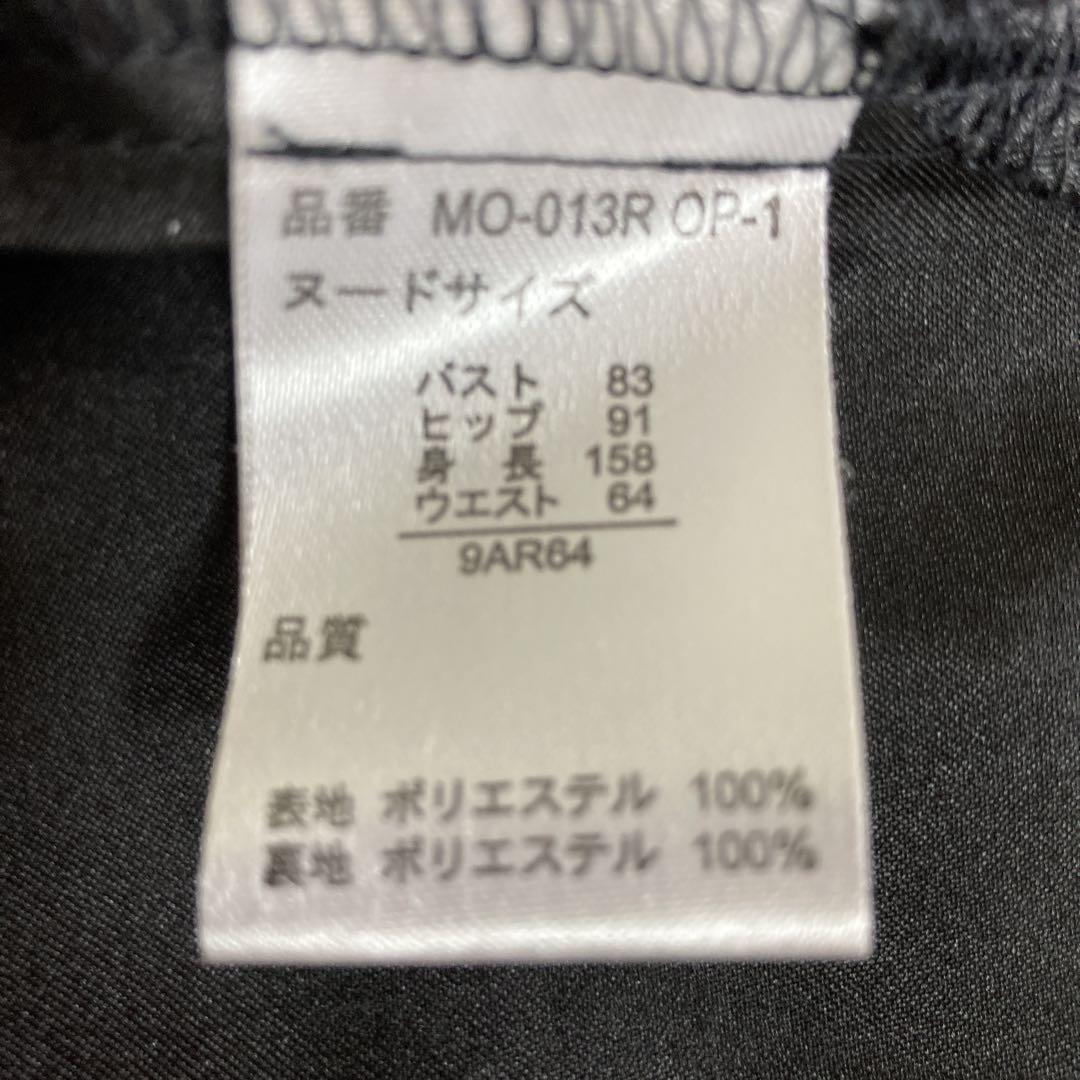 品番 MO-013R OP-1
ヌードサイズ
バスト 83
ヒップ 91
身長 158
ウエスト 64
9AR64
品質
表地 ポリエステル 100%
裏地 ポリエステル 100%